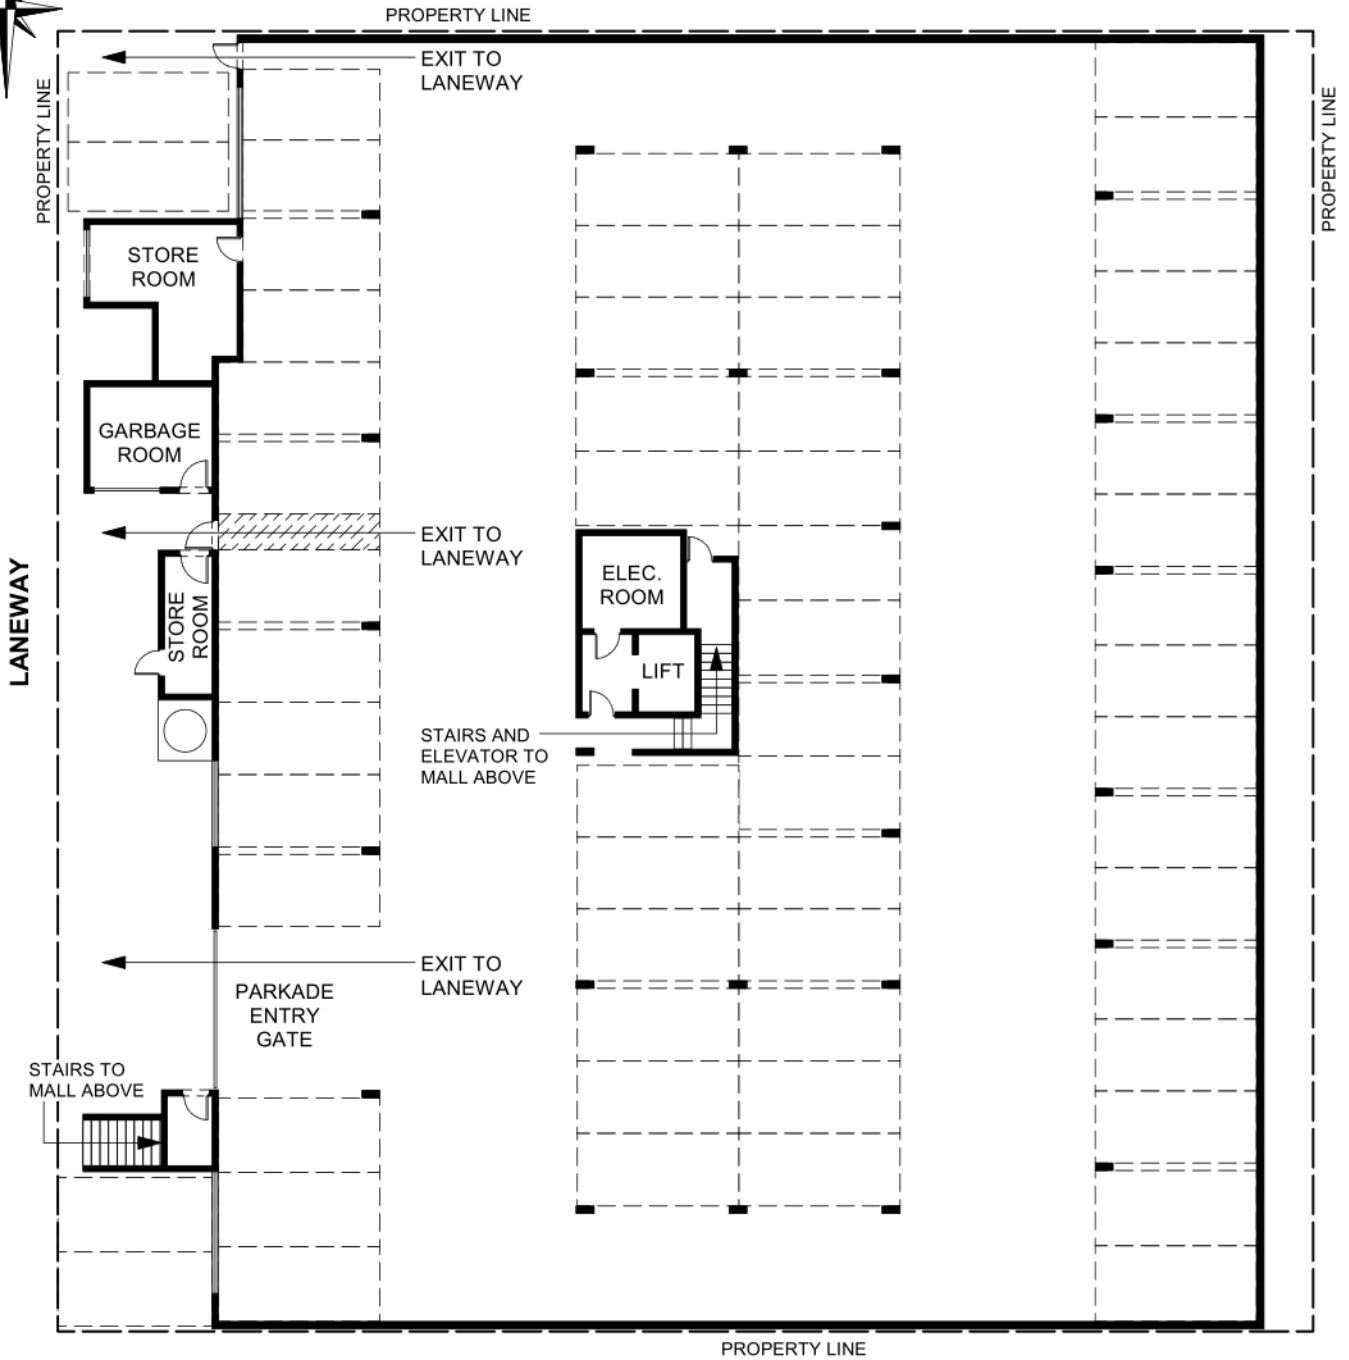 PROPERTY LINE
EXIT TO
LANEWAY
PROPERTY LINE
PROPERTY LINE
STORE
ROOM
GARBAGE
ROOM
EXIT TO
LANEWAY
LANEWAY
ELEC.
ROOM
STORE
ROOM
LIFT
STAIRS AND
ELEVATOR TO
MALL ABOVE
EXIT TO
LANEWAY
PARKADE
ENTRY
GATE
STAIRS TO
MALL ABOVE
PROPERTY LINE